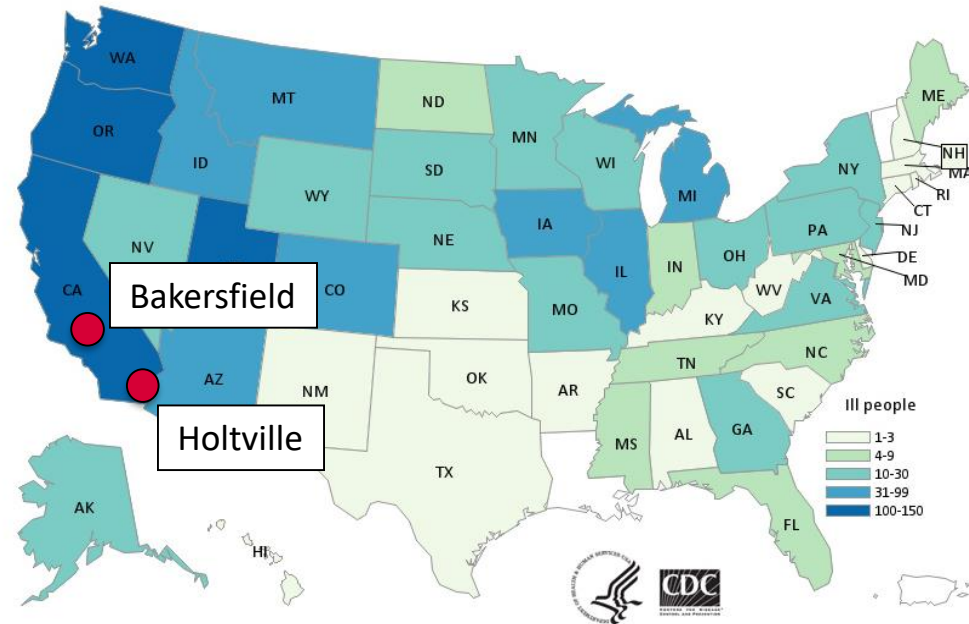 WA
OR
CA
NV
ID
MT
WY
CO
AZ
NM
ND
SD
NE
KS
OK
TX
MN
IA
MO
AR
WI
IL
MI
IN
OH
KY
TN
MS
AL
GA
FL
SC
NC
VA
WV
PA
NY
ME
NH
MA
RI
CT
NJ
DE
MD
AK
HI
Bakersfield
Holtville
Ill people
1-3
4-9
10-30
31-99
100-150
CDC